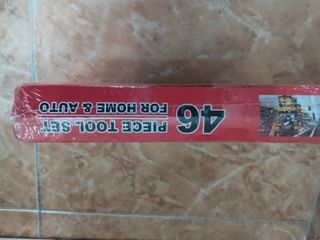 46
PIECE TOOL SET
FOR HOME & AUTO